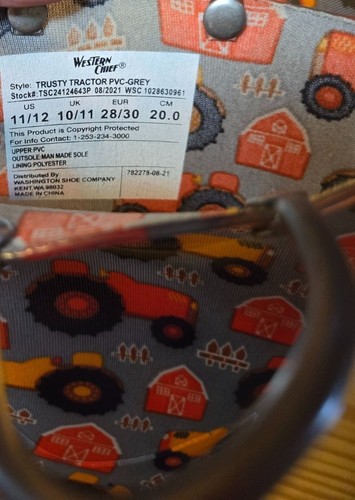 WESTERN
CHIEF®
Style: TRUSTY TRACTOR PVC-GREY
Stock#: TSC24124643P 08/2021 WSC 1028630961
US UK EUR CM
11/12 10/11 28/30 20.0
This Product is Copyright Protected
For Info Contact: 1-253-234-3000
UPPER:PVC
OUTSOLE:MAN MADE SOLE
LINING:POLYESTER
Distributed By 782278-08-21
WASHINGTON SHOE COMPANY
KENT,WA 98032
MADE IN CHINA